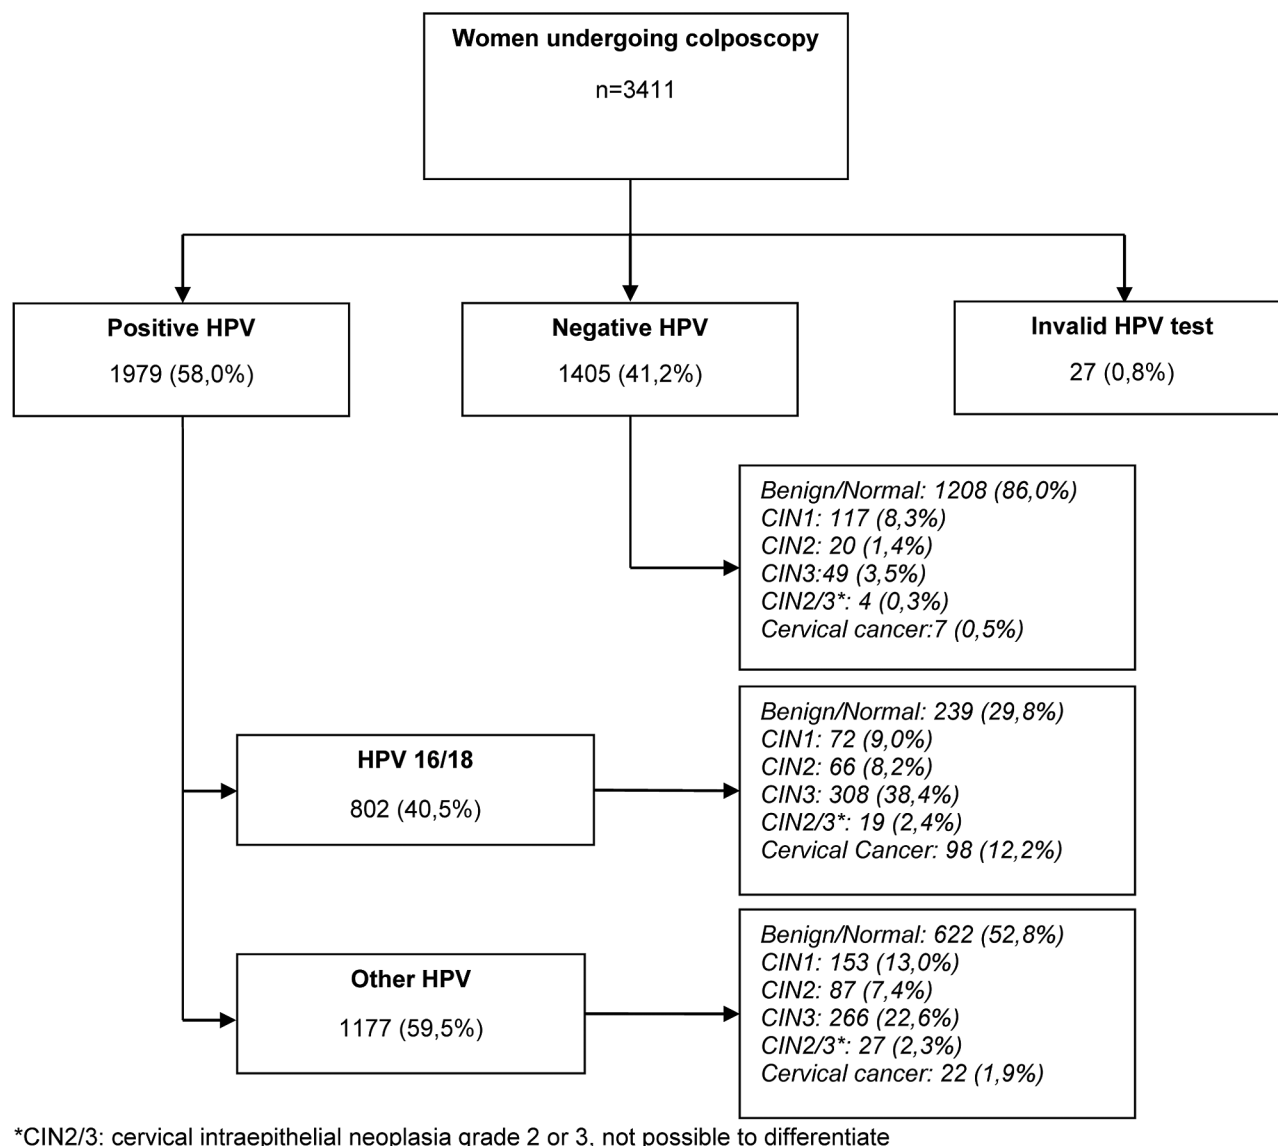 Women undergoing colposcopy
n=3411
Positive HPV
1979 (58,0%)
Negative HPV
1405 (41,2%)
Invalid HPV test
27 (0,8%)
Benign/Normal: 1208 (86,0%)
CIN1: 117 (8,3%)
CIN2: 20 (1,4%)
CIN3:49 (3,5%)
CIN2/3*: 4 (0,3%)
Cervical cancer:7 (0,5%)
HPV 16/18
802 (40,5%)
Benign/Normal: 239 (29,8%)
CIN1: 72 (9,0%)
CIN2: 66 (8,2%)
CIN3: 308 (38,4%)
CIN2/3*: 19 (2,4%)
Cervical Cancer: 98 (12,2%)
Other HPV
1177 (59,5%)
Benign/Normal: 622 (52,8%)
CIN1: 153 (13,0%)
CIN2: 87 (7,4%)
CIN3: 266 (22,6%)
CIN2/3*: 27 (2,3%)
Cervical cancer: 22 (1,9%)
*CIN2/3: cervical intraepithelial neoplasia grade 2 or 3, not possible to differentiate